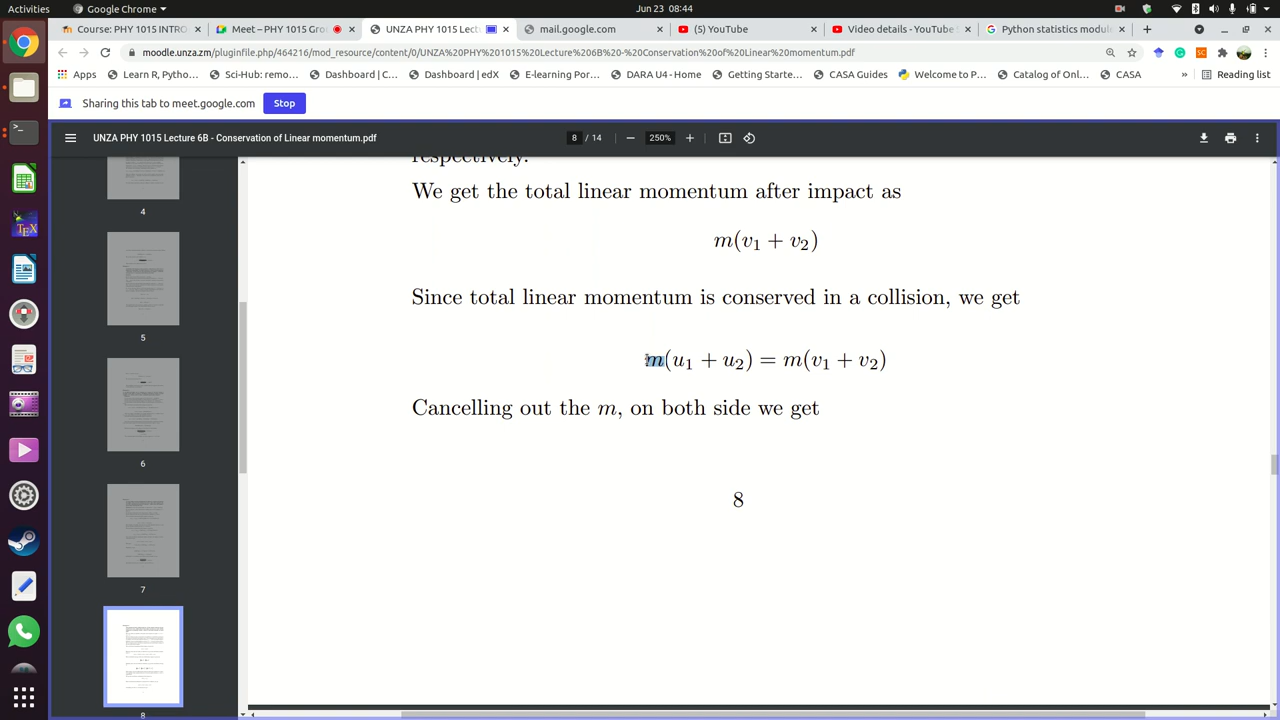 Activities
Google Chrome
Jun 23 08:44
Course: PHY 1015 INTRO
Meet – PHY 1015 Gro
UNZA PHY 1015 Lecture 6B
mail.google.com
(5) YouTube
Video details - YouTube
Python statistics modul
moodle.unza.zm/pluginfile.php/464216/mod_resource/content/0/UNZA%20PHY%201015%20Lecture%206B%20-%20Conservation%20of%20Linear%20momentum.pdf
Apps
Learn R, Pytho...
Sci-Hub: remo...
Dashboard | C...
Dashboard | edX
E-learning Por...
DARA U4 - Home
Getting Starte...
CASA Guides
Welcome to P...
Catalog of Onl...
CASA
»
Reading list
Sharing this tab to meet.google.com
Stop
UNZA PHY 1015 Lecture 6B - Conservation of Linear momentum.pdf
8 / 14
250%
4
5
6
7
8
respectively.
We get the total linear momentum after impact as
m(v₁ + v₂)
Since total linear momentum is conserved in a collision, we get
m(u₁ + u₂) = m(v₁ + v₂)
Cancelling out the m, on both side we get
8